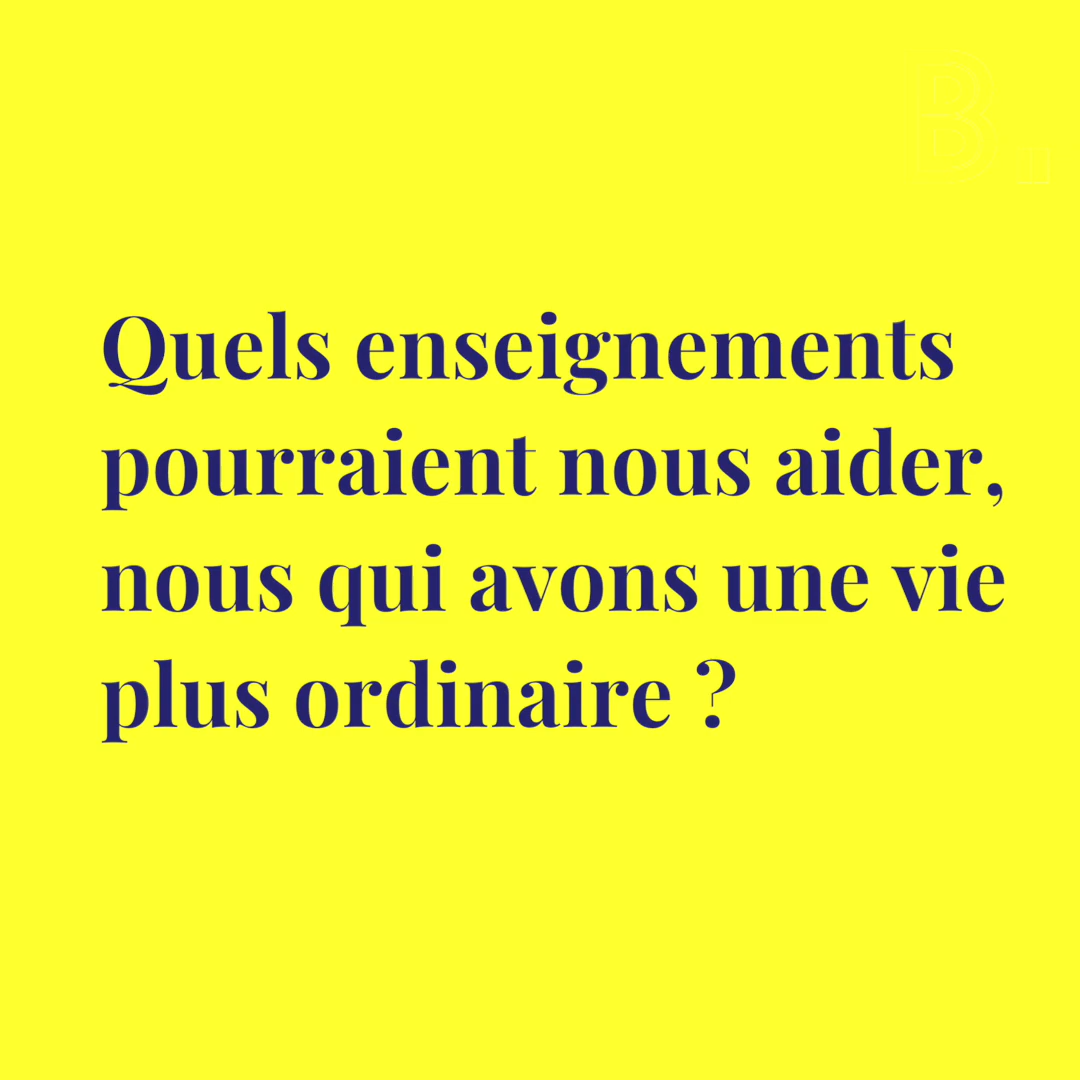 B
Quels enseignements
pourraient nous aider,
nous qui avons une vie
plus ordinaire ?